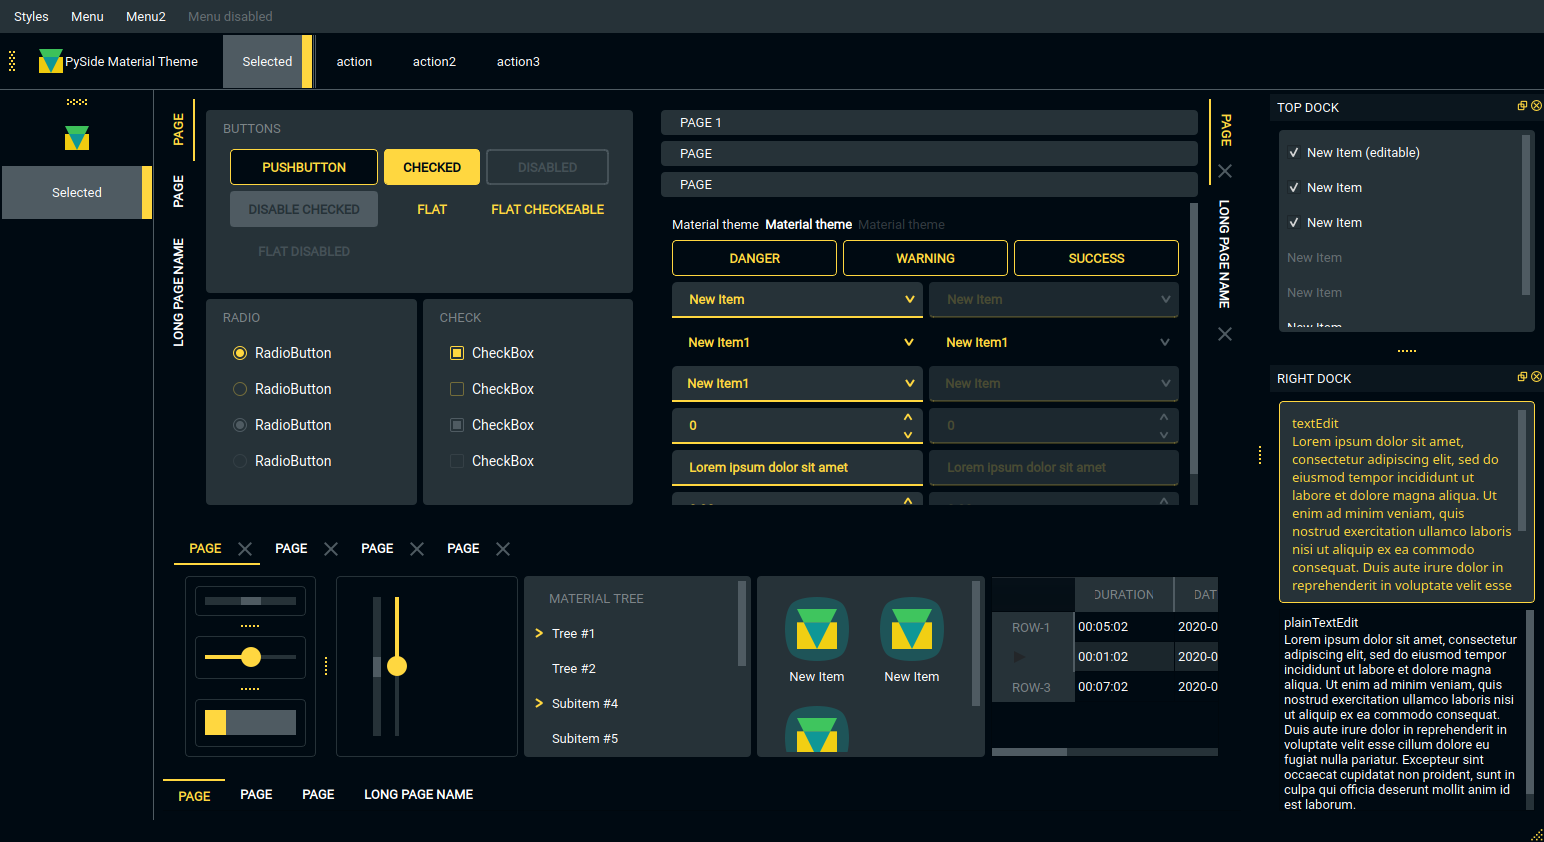 Styles Menu Menu2 Menu disabled
PySide Material Theme Selected action action2 action3
Selected
PAGE
PAGE
LONG PAGE NAME
BUTTONS
PUSHBUTTON CHECKED DISABLED
DISABLE CHECKED FLAT FLAT CHECKEABLE
FLAT DISABLED
RADIO
RadioButton
RadioButton
RadioButton
RadioButton
CHECK
CheckBox
CheckBox
CheckBox
CheckBox
PAGE 1
PAGE
PAGE
Material theme Material theme Material theme
DANGER WARNING SUCCESS
New Item New Item
New Item1 New Item1
New Item1 New Item
0 0
Lorem ipsum dolor sit amet Lorem ipsum dolor sit amet
PAGE
LONG PAGE NAME
PAGE PAGE PAGE PAGE
MATERIAL TREE
Tree #1
Tree #2
Subitem #4
Subitem #5
New Item New Item
DURATION DAT
ROW-1 00:05:02 2020-0
00:01:02 2020-0
ROW-3 00:07:02 2020-0
PAGE PAGE PAGE LONG PAGE NAME
TOP DOCK
New Item (editable)
New Item
New Item
New Item
New Item
New Item
RIGHT DOCK
textEdit
Lorem ipsum dolor sit amet,
consectetur adipiscing elit, sed do
eiusmod tempor incididunt ut
labore et dolore magna aliqua. Ut
enim ad minim veniam, quis
nostrud exercitation ullamco laboris
nisi ut aliquip ex ea commodo
consequat. Duis aute irure dolor in
reprehenderit in voluptate velit esse
plainTextEdit
Lorem ipsum dolor sit amet, consectetur
adipiscing elit, sed do eiusmod tempor
incididunt ut labore et dolore magna
aliqua. Ut enim ad minim veniam, quis
nostrud exercitation ullamco laboris nisi
ut aliquip ex ea commodo consequat.
Duis aute irure dolor in reprehenderit in
voluptate velit esse cillum dolore eu
fugiat nulla pariatur. Excepteur sint
occaecat cupidatat non proident, sunt in
culpa qui officia deserunt mollit anim id
est laborum.